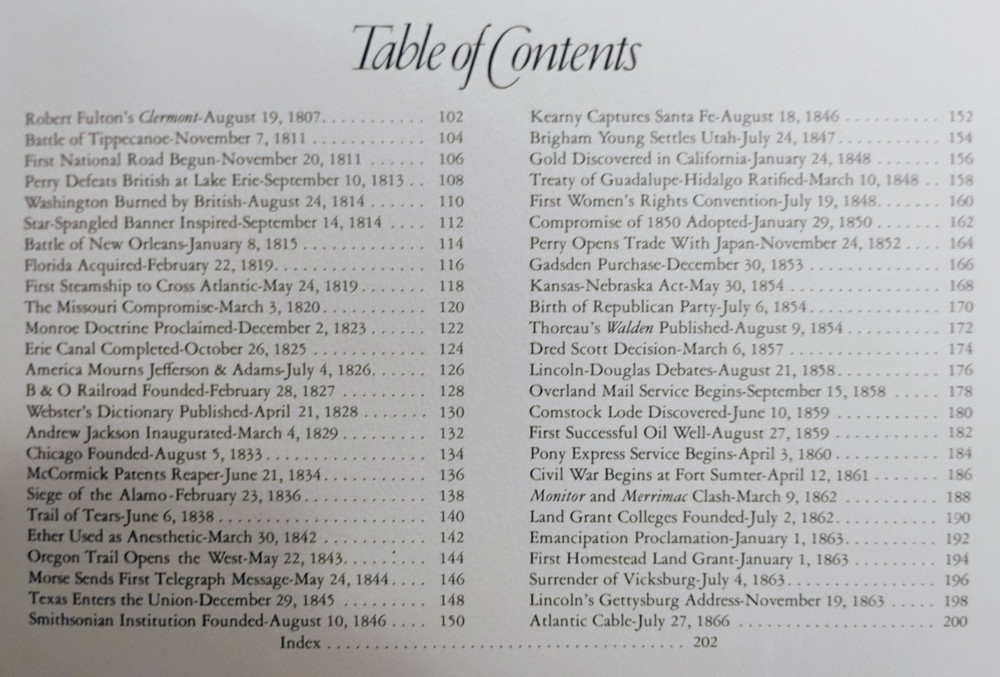 Table of Contents
Robert Fulton's Clermont-August 19, 1807. . . . . . . . . . . 102
Battle of Tippecanoe-November 7, 1811 . . . . . . . . . . . . 104
First National Road Begun-November 20, 1811 . . . . . . 106
Perry Defeats British at Lake Erie-September 10, 1813 . . 108
Washington Burned by British-August 24, 1814 . . . . . . 110
Star-Spangled Banner Inspired-September 14, 1814 . . . . 112
Battle of New Orleans-January 8, 1815 . . . . . . . . . . . . 114
Florida Acquired-February 22, 1819. . . . . . . . . . . . . . . 116
First Steamship to Cross Atlantic-May 24, 1819. . . . . . . 118
The Missouri Compromise-March 3, 1820. . . . . . . . . . . 120
Monroe Doctrine Proclaimed-December 2, 1823 . . . . . . 122
Erie Canal Completed-October 26, 1825 . . . . . . . . . . . 124
America Mourns Jefferson & Adams-July 4, 1826. . . . . . 126
B & O Railroad Founded-February 28, 1827 . . . . . . . . . 128
Webster's Dictionary Published-April 21, 1828 . . . . . . . 130
Andrew Jackson Inaugurated-March 4, 1829 . . . . . . . . . 132
Chicago Founded-August 5, 1833. . . . . . . . . . . . . . . . 134
McCormick Patents Reaper-June 21, 1834. . . . . . . . . . . 136
Siege of the Alamo-February 23, 1836. . . . . . . . . . . . . 138
Trail of Tears-June 6, 1838 . . . . . . . . . . . . . . . . . . . . 140
Ether Used as Anesthetic-March 30, 1842 . . . . . . . . . . 142
Oregon Trail Opens the West-May 22, 1843. . . . . . . . . 144
Morse Sends First Telegraph Message-May 24, 1844. . . . 146
Texas Enters the Union-December 29, 1845 . . . . . . . . . 148
Smithsonian Institution Founded-August 10, 1846 . . . . 150
Kearny Captures Santa Fe-August 18, 1846 . . . . . . . . . . 152
Brigham Young Settles Utah-July 24, 1847. . . . . . . . . . . 154
Gold Discovered in California-January 24, 1848 . . . . . . . 156
Treaty of Guadalupe-Hidalgo Ratified-March 10, 1848 . . 158
First Women's Rights Convention-July 19, 1848. . . . . . . 160
Compromise of 1850 Adopted-January 29, 1850 . . . . . . . 162
Perry Opens Trade With Japan-November 24, 1852 . . . . 164
Gadsden Purchase-December 30, 1853 . . . . . . . . . . . . . 166
Kansas-Nebraska Act-May 30, 1854 . . . . . . . . . . . . . . . 168
Birth of Republican Party-July 6, 1854. . . . . . . . . . . . . 170
Thoreau's Walden Published-August 9, 1854 . . . . . . . . . 172
Dred Scott Decision-March 6, 1857 . . . . . . . . . . . . . . . 174
Lincoln-Douglas Debates-August 21, 1858. . . . . . . . . . . 176
Overland Mail Service Begins-September 15, 1858 . . . . . 178
Comstock Lode Discovered-June 10, 1859 . . . . . . . . . . . 180
First Successful Oil Well-August 27, 1859 . . . . . . . . . . . 182
Pony Express Service Begins-April 3, 1860. . . . . . . . . . . 184
Civil War Begins at Fort Sumter-April 12, 1861 . . . . . . . 186
Monitor and Merrimac Clash-March 9, 1862 . . . . . . . . . 188
Land Grant Colleges Founded-July 2, 1862. . . . . . . . . . . 190
Emancipation Proclamation-January 1, 1863. . . . . . . . . . 192
First Homestead Land Grant-January 1, 1863 . . . . . . . . . 194
Surrender of Vicksburg-July 4, 1863. . . . . . . . . . . . . . . 196
Lincoln's Gettysburg Address-November 19, 1863 . . . . . 198
Atlantic Cable-July 27, 1866 . . . . . . . . . . . . . . . . . . . 200
Index . . . . . . . . . . . . . . . . . . . . . . . . . . . . . . . . . 202